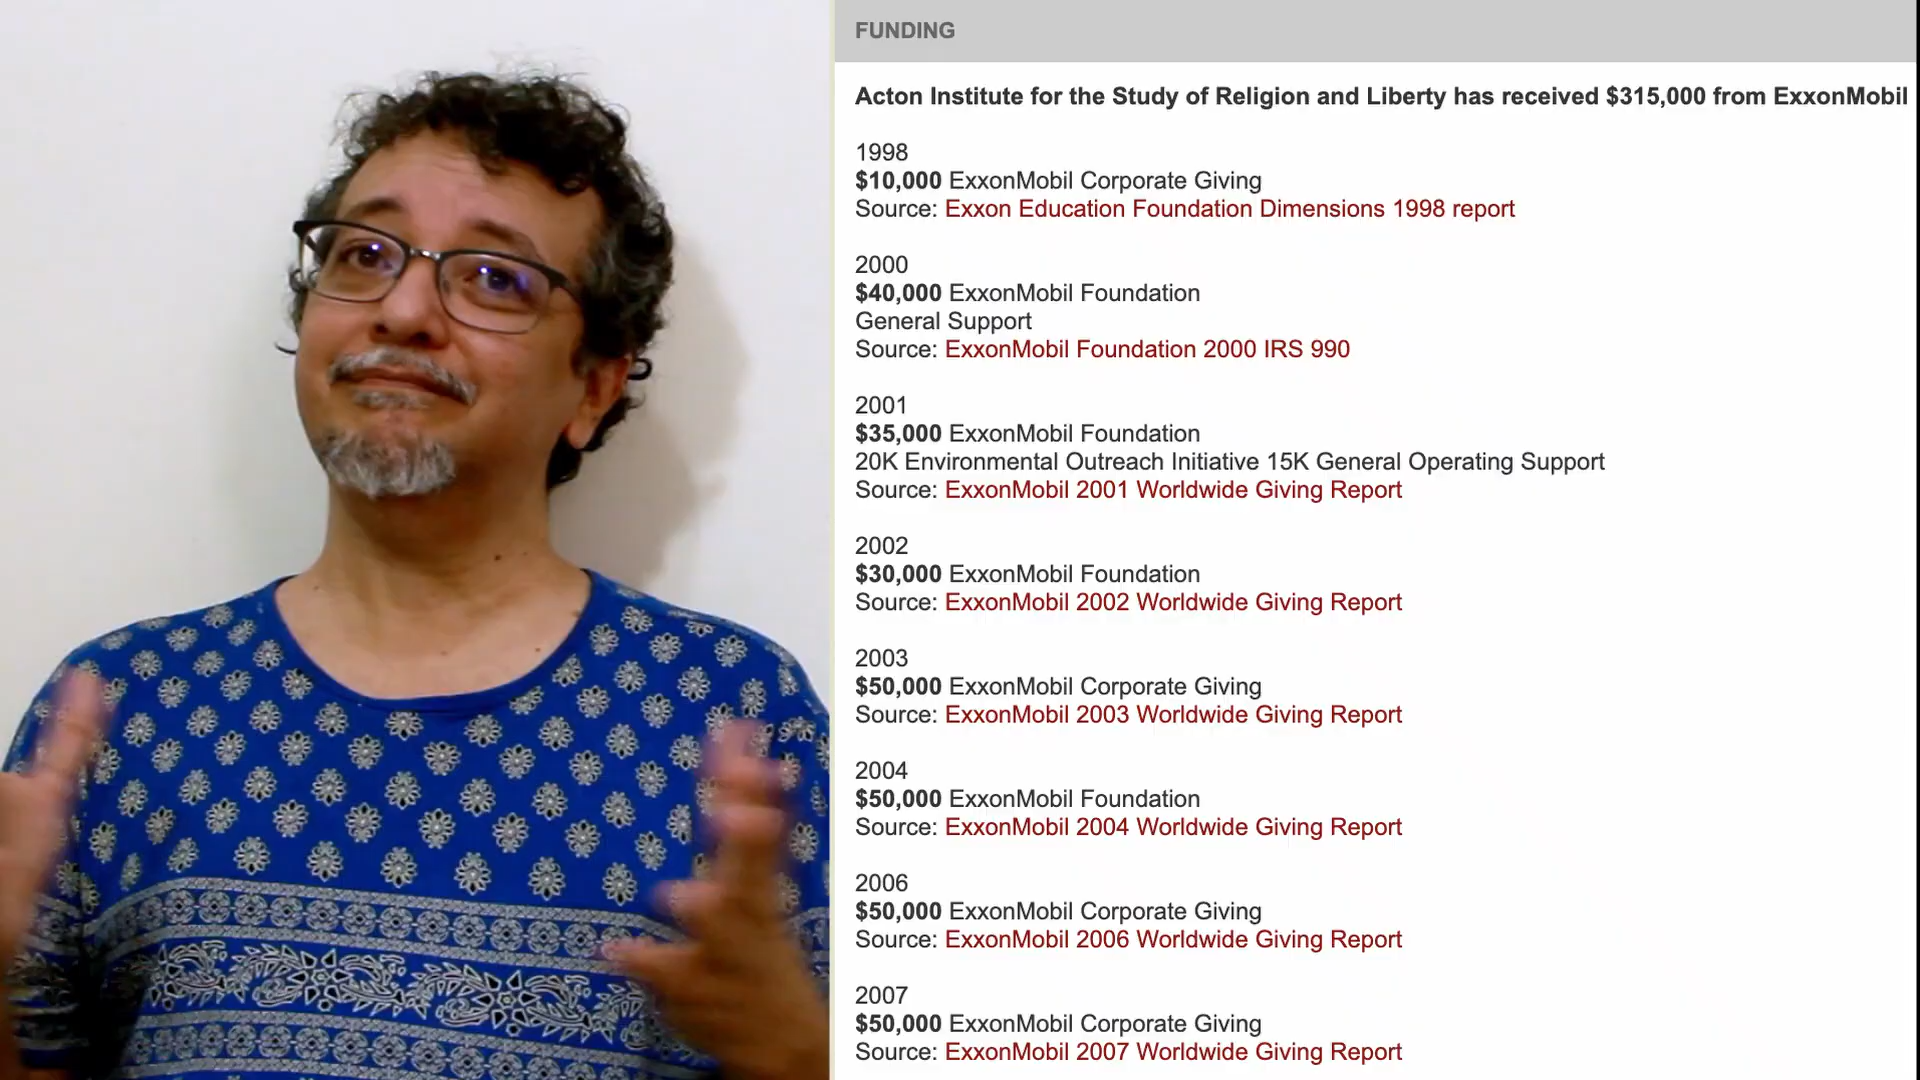 FUNDING
Acton Institute for the Study of Religion and Liberty has received $315,000 from ExxonMobil
1998
$10,000 ExxonMobil Corporate Giving
Source: Exxon Education Foundation Dimensions 1998 report
2000
$40,000 ExxonMobil Foundation
General Support
Source: ExxonMobil Foundation 2000 IRS 990
2001
$35,000 ExxonMobil Foundation
20K Environmental Outreach Initiative 15K General Operating Support
Source: ExxonMobil 2001 Worldwide Giving Report
2002
$30,000 ExxonMobil Foundation
Source: ExxonMobil 2002 Worldwide Giving Report
2003
$50,000 ExxonMobil Corporate Giving
Source: ExxonMobil 2003 Worldwide Giving Report
2004
$50,000 ExxonMobil Foundation
Source: ExxonMobil 2004 Worldwide Giving Report
2006
$50,000 ExxonMobil Corporate Giving
Source: ExxonMobil 2006 Worldwide Giving Report
2007
$50,000 ExxonMobil Corporate Giving
Source: ExxonMobil 2007 Worldwide Giving Report